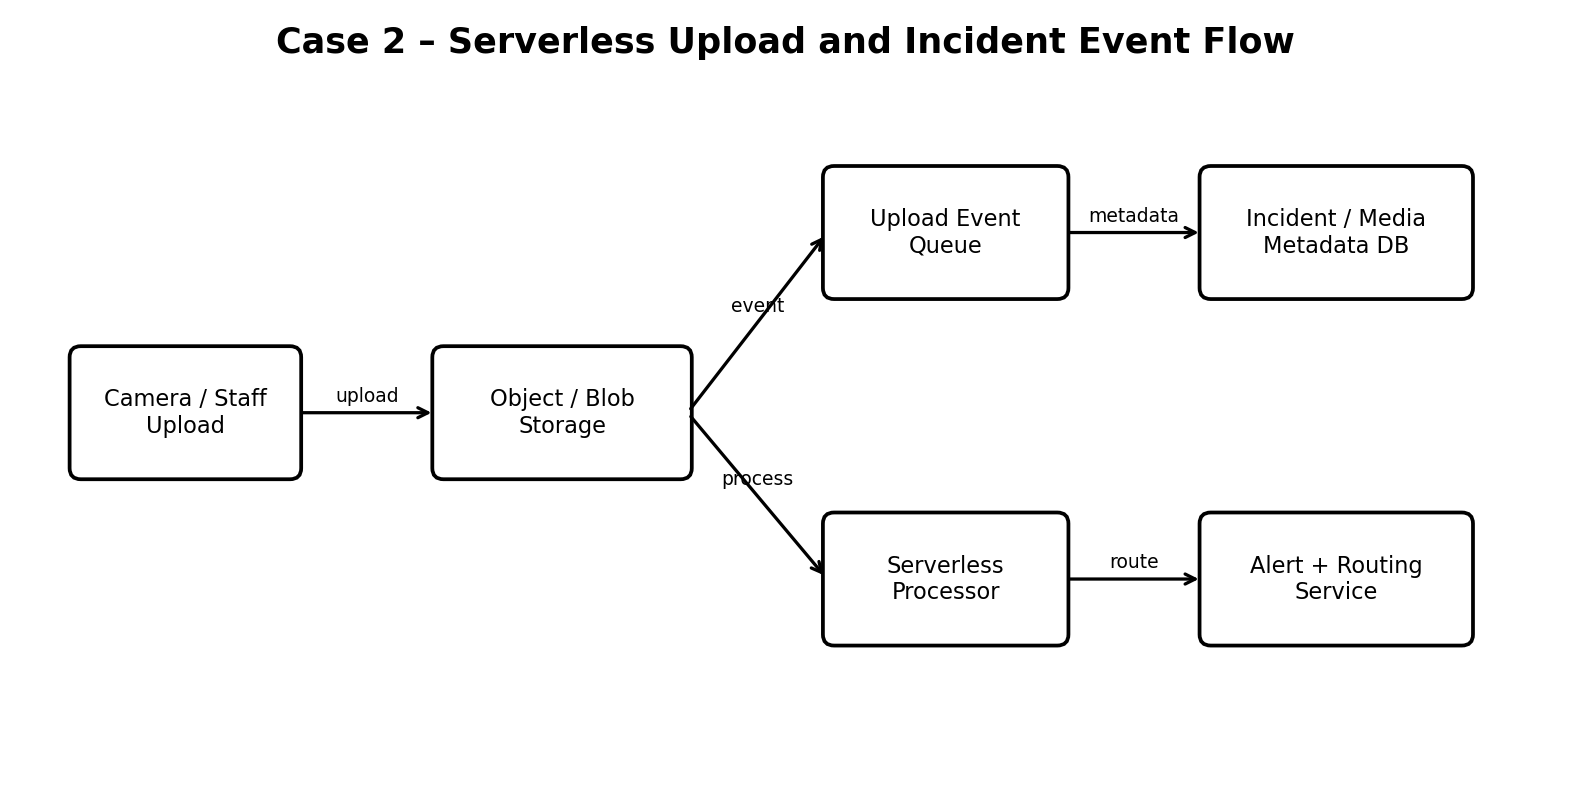 Case 2 – Serverless Upload and Incident Event Flow
Upload Event
Queue
metadata
Incident / Media
Metadata DB
event
Camera / Staff
Upload
upload
Object / Blob
Storage
process
Serverless
Processor
route
Alert + Routing
Service